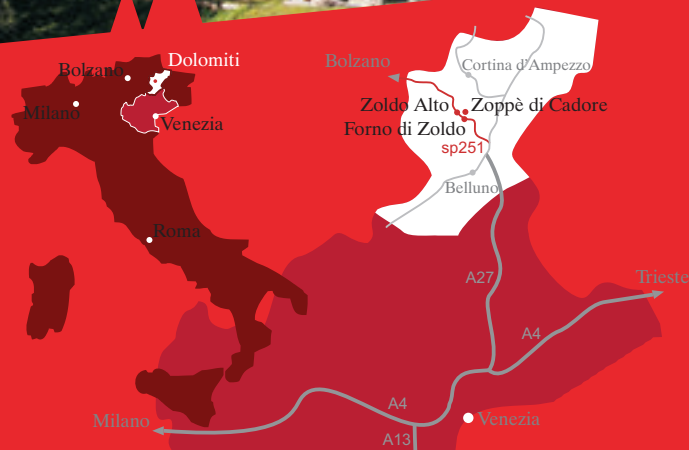 Dolomiti
Bolzano
Milano
Venezia
Roma
Bolzano
Cortina d'Ampezzo
Zoldo Alto
Zoppè di Cadore
Forno di Zoldo
sp251
Belluno
A27
Trieste
A4
A4
Milano
Venezia
A13